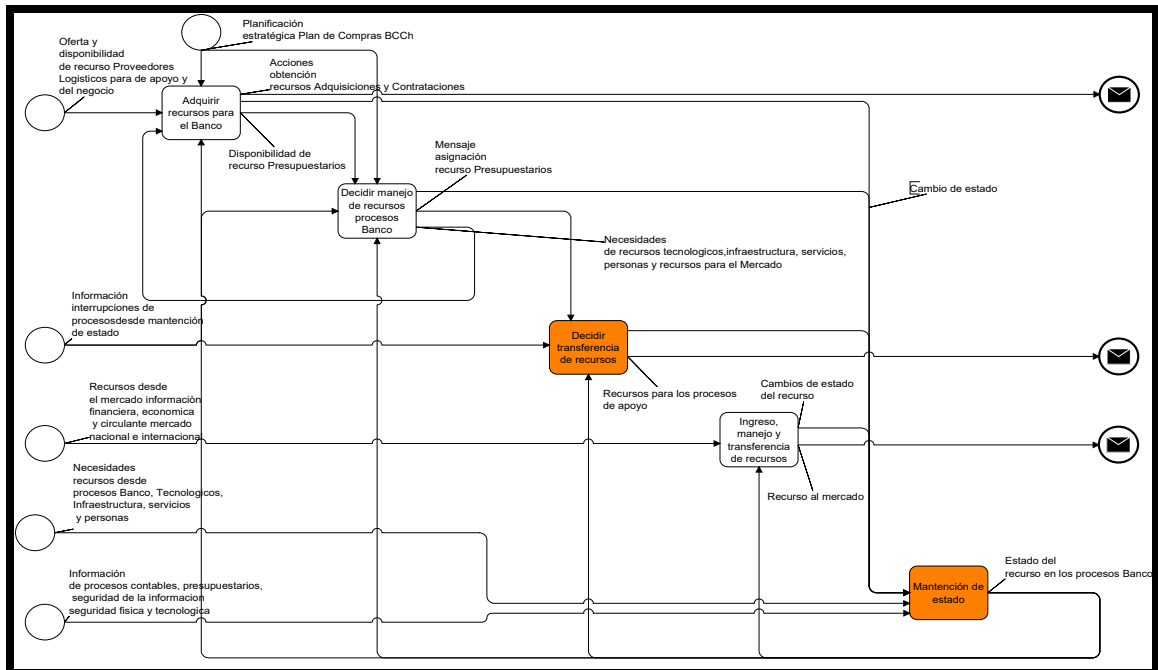 Planificación
estratégica Plan de Compras BCCh
Oferta y
disponibilidad
de recurso Proveedores
Logisticos para de apoyo y
del negocio
Acciones
obtención
recursos Adquisiciones y Contrataciones
Adquirir
recursos para
el Banco
Disponibilidad de
recurso Presupuestarios
Mensaje
asignación
recurso Presupuestarios
Cambio de estado
Decidir manejo
de recursos
procesos
Banco
Necesidades
de recursos tecnologicos,infraestructura, servicios,
personas y recursos para el Mercado
Información
interrupciones de
procesosdesde mantención
de estado
Decidir
transferencia
de recursos
Recursos para los procesos
de apoyo
Cambios de estado
del recurso
Recursos desde
el mercado informaciòn
financiera, economica
y circulante mercado
nacional e internacional
Ingreso,
manejo y
transferencia
de recursos
Recurso al mercado
Necesidades
recursos desde
procesos Banco, Tecnologicos,
Infraestructura, servicios
y personas
Estado del
recurso en los procesos Banco
Mantención de
estado
Información
de procesos contables, presupuestarios,
seguridad de la informacion
seguridad fisica y tecnologica